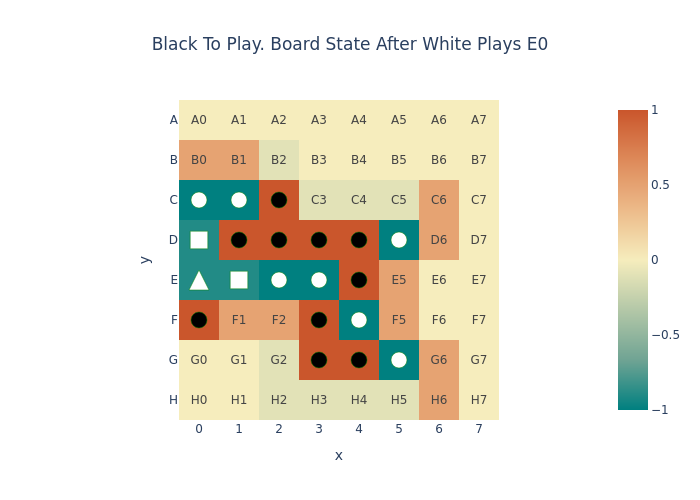 Black To Play. Board State After White Plays E0
A A0 A1 A2 A3 A4 A5 A6 A7
B B0 B1 B2 B3 B4 B5 B6 B7
C C3 C4 C5 C6 C7
D D6 D7
E E5 E6 E7
F F1 F2 F5 F6 F7
G G0 G1 G2 G6 G7
H H0 H1 H2 H3 H4 H5 H6 H7
0 1 2 3 4 5 6 7
x
y
1
0.5
0
−0.5
−1